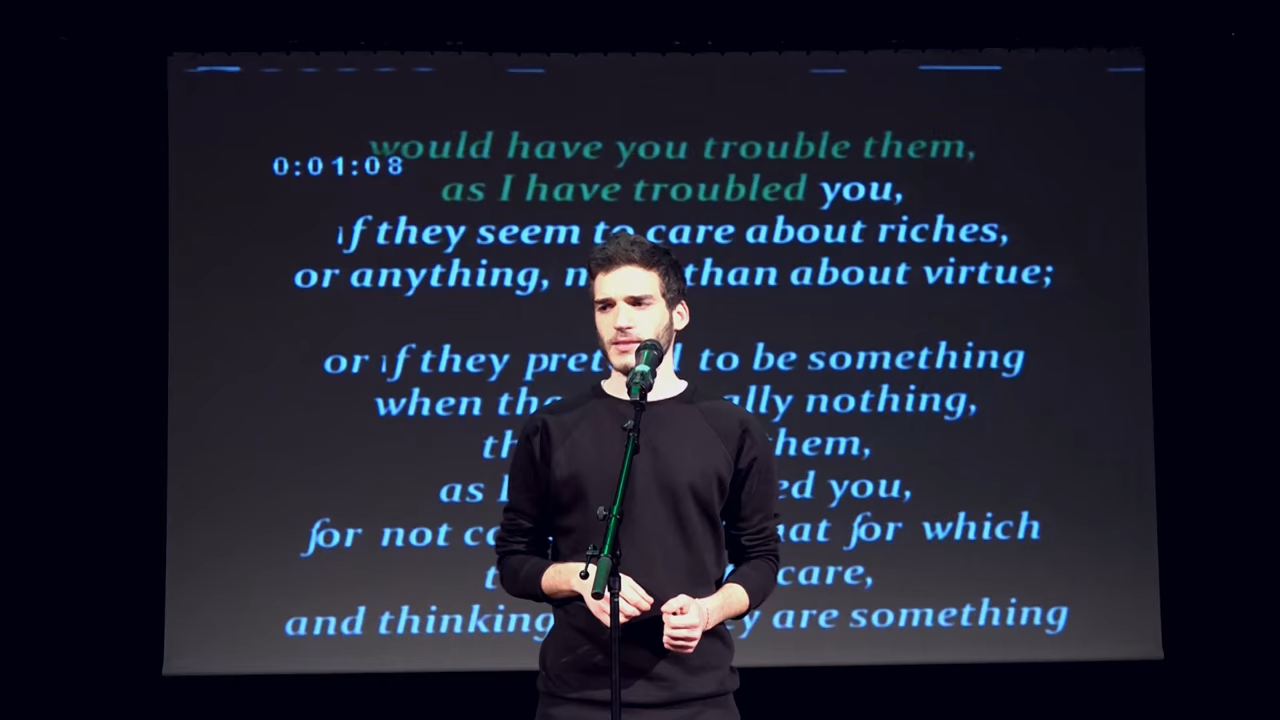 would have you trouble them,
0:01:08
as I have troubled you,
if they seem to care about riches,
or anything, than about virtue;
or if they to be something
when nothing,
them,
as I you,
for not for which
care,
and thinking are something